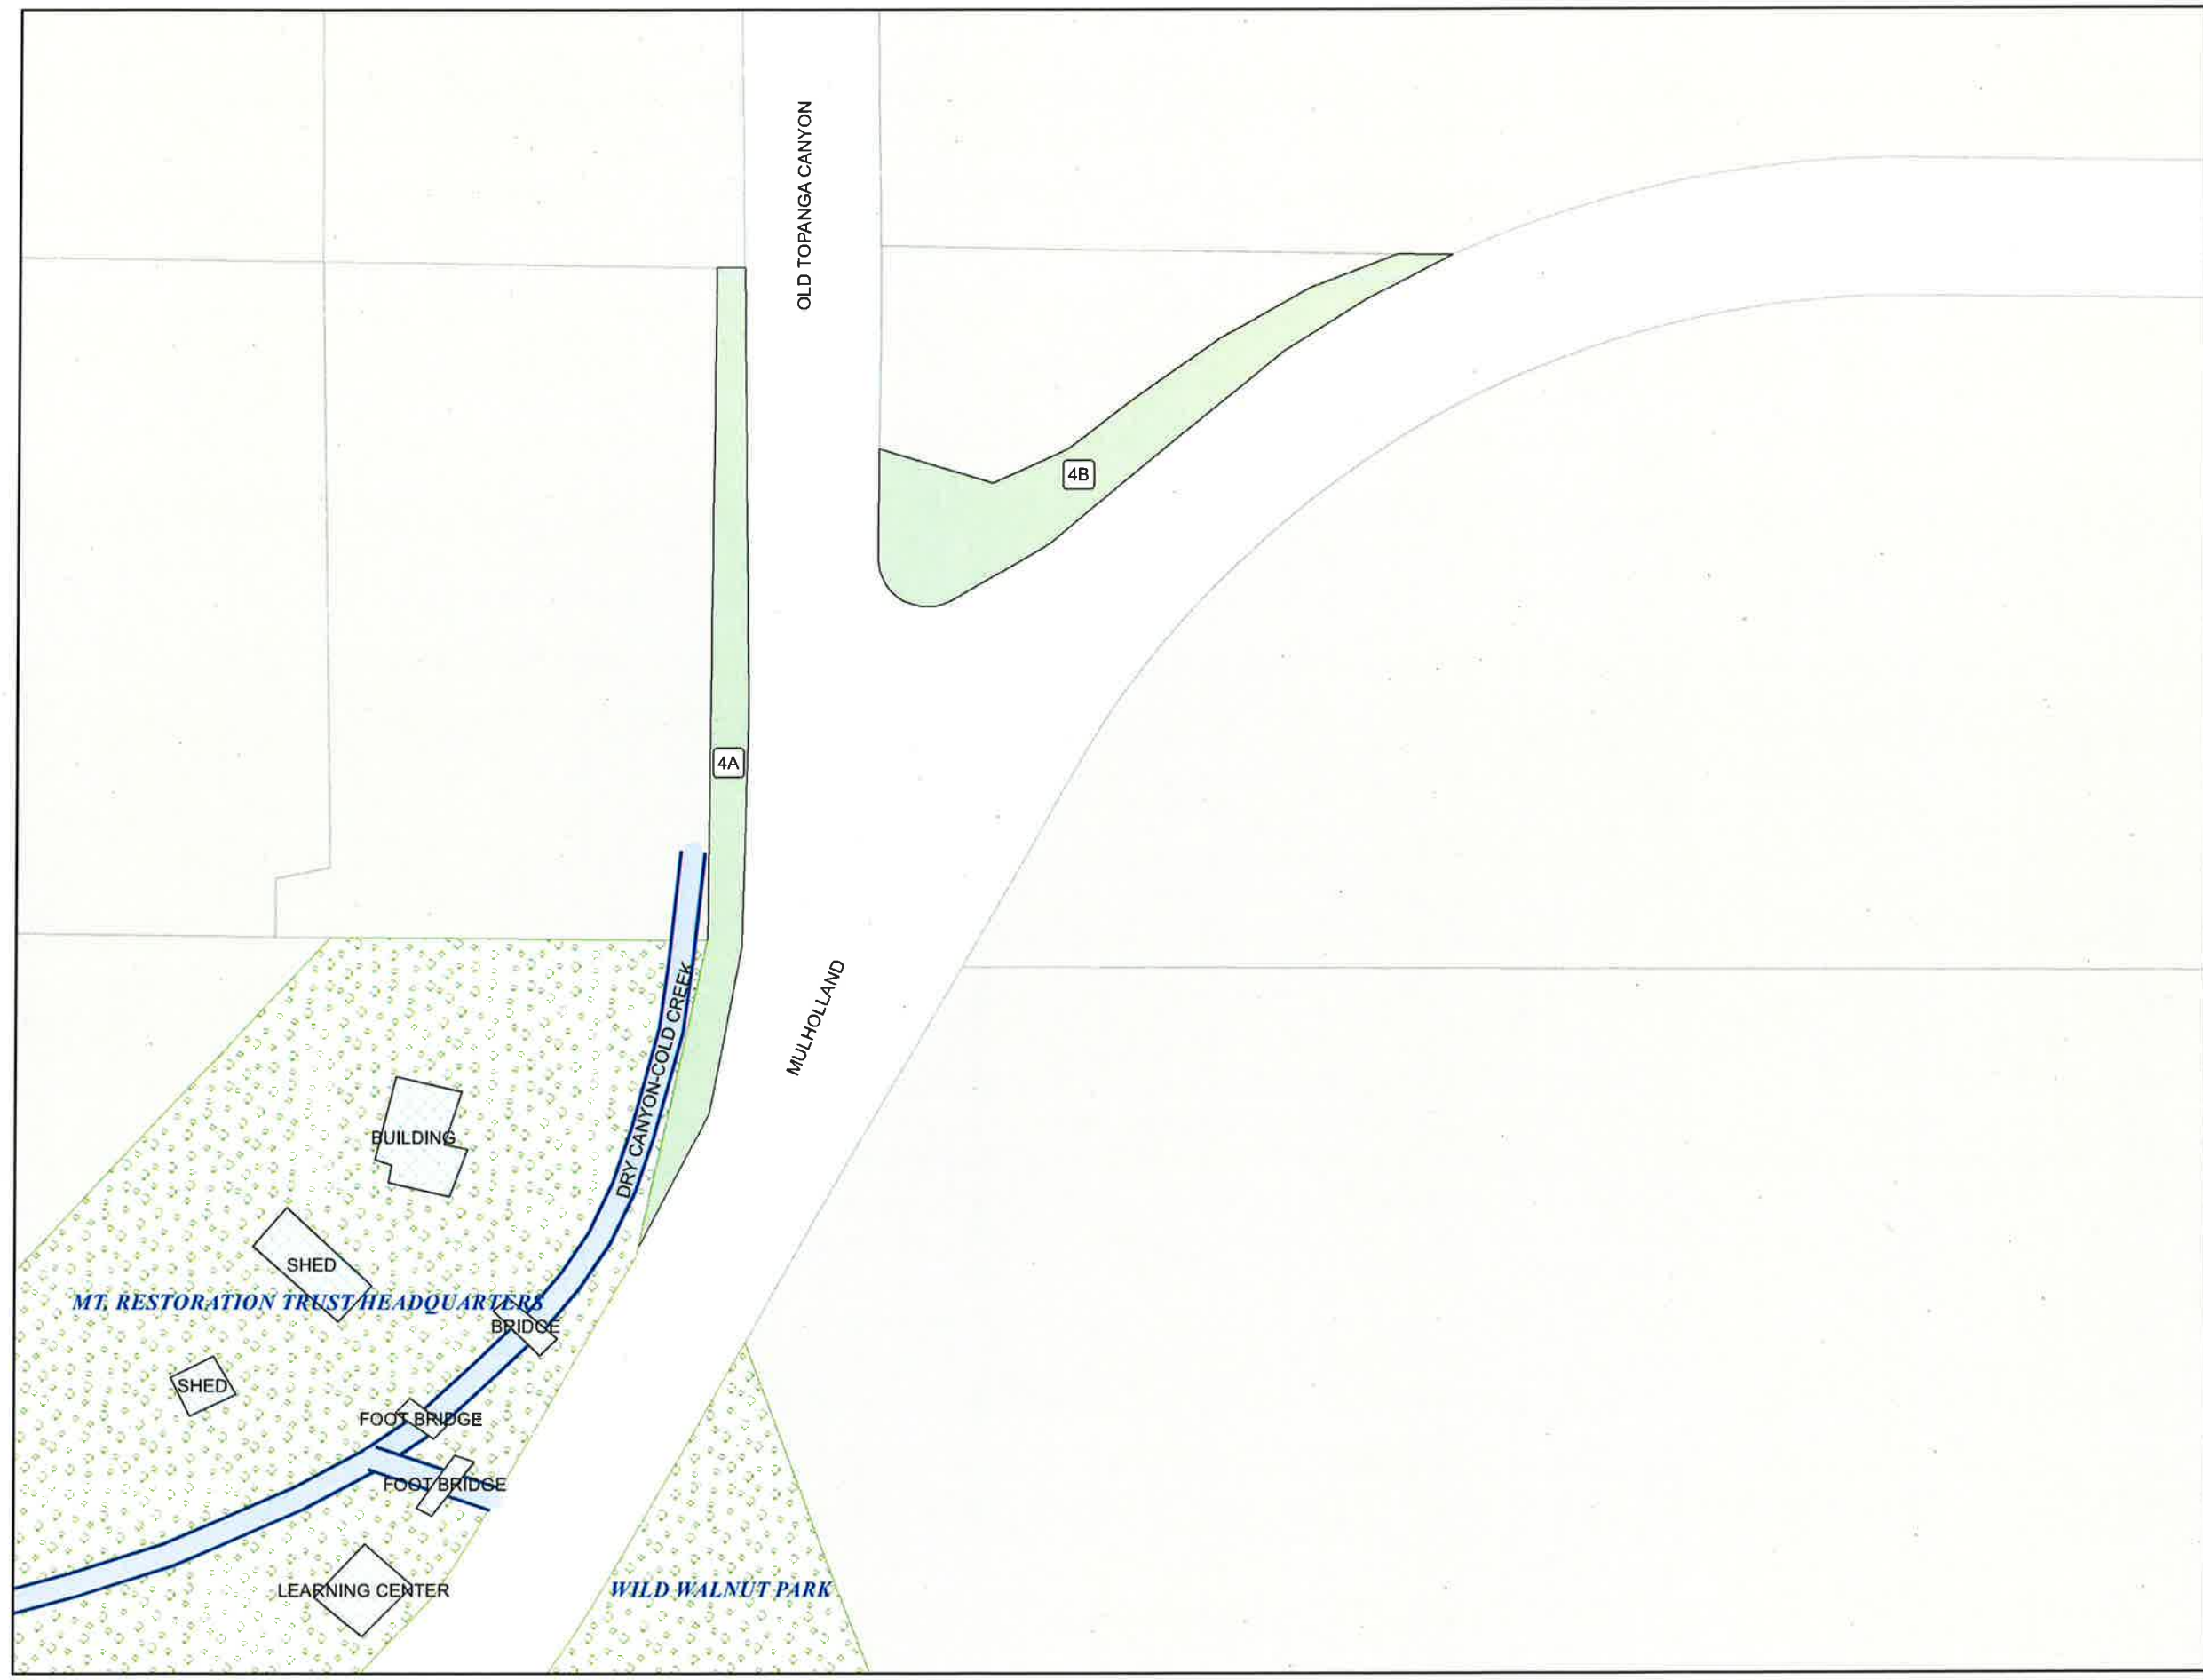 OLD TOPANGA CANYON
4B
4A
MULHOLLAND
DRY CANYON-COLD CREEK
BUILDING
SHED
MT. RESTORATION TRUST HEADQUARTERS
BRIDGE
SHED
FOOT BRIDGE
FOOT BRIDGE
LEARNING CENTER
WILD WALNUT PARK